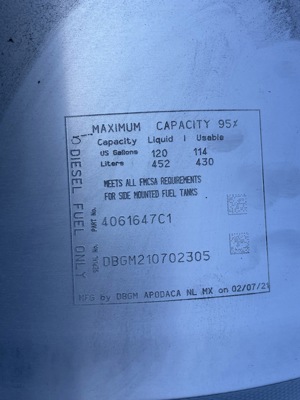 MAXIMUM CAPACITY 95%
Capacity Liquid | Usable
US Gallons 120 114
Liters 452 430
MEETS ALL FMCSA REQUIREMENTS
FOR SIDE MOUNTED FUEL TANKS
PART No. 4061647C1
SERIAL No. DBGM210702305
MFG by DBGM APODACA NL MX on 02/07/21
DIESEL FUEL ONLY